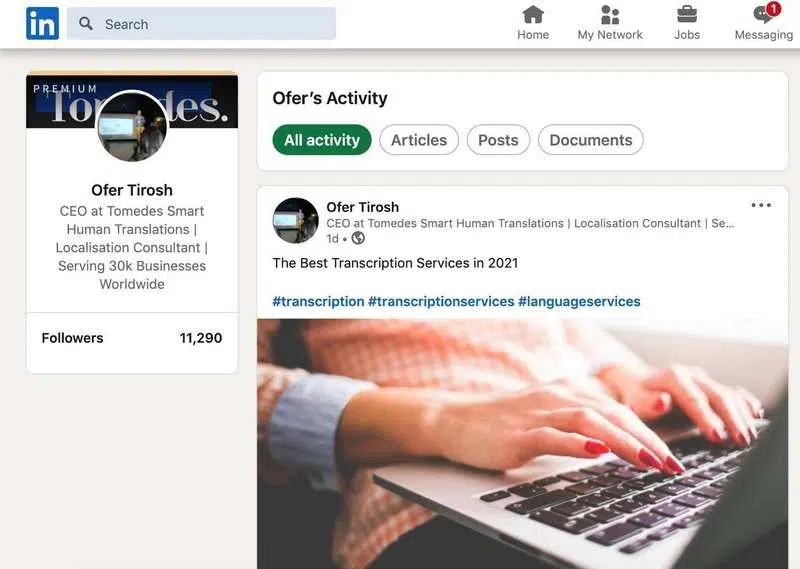 in
Search
Home
My Network
Jobs
1
Messaging
PREMIUM
Tomedes.
Ofer Tirosh
CEO at Tomedes Smart
Human Translations |
Localisation Consultant |
Serving 30k Businesses
Worldwide
Followers 11,290
Ofer’s Activity
All activity Articles Posts Documents
Ofer Tirosh
CEO at Tomedes Smart Human Translations | Localisation Consultant | Se...
1d •
The Best Transcription Services in 2021
#transcription #transcriptionservices #languageservices